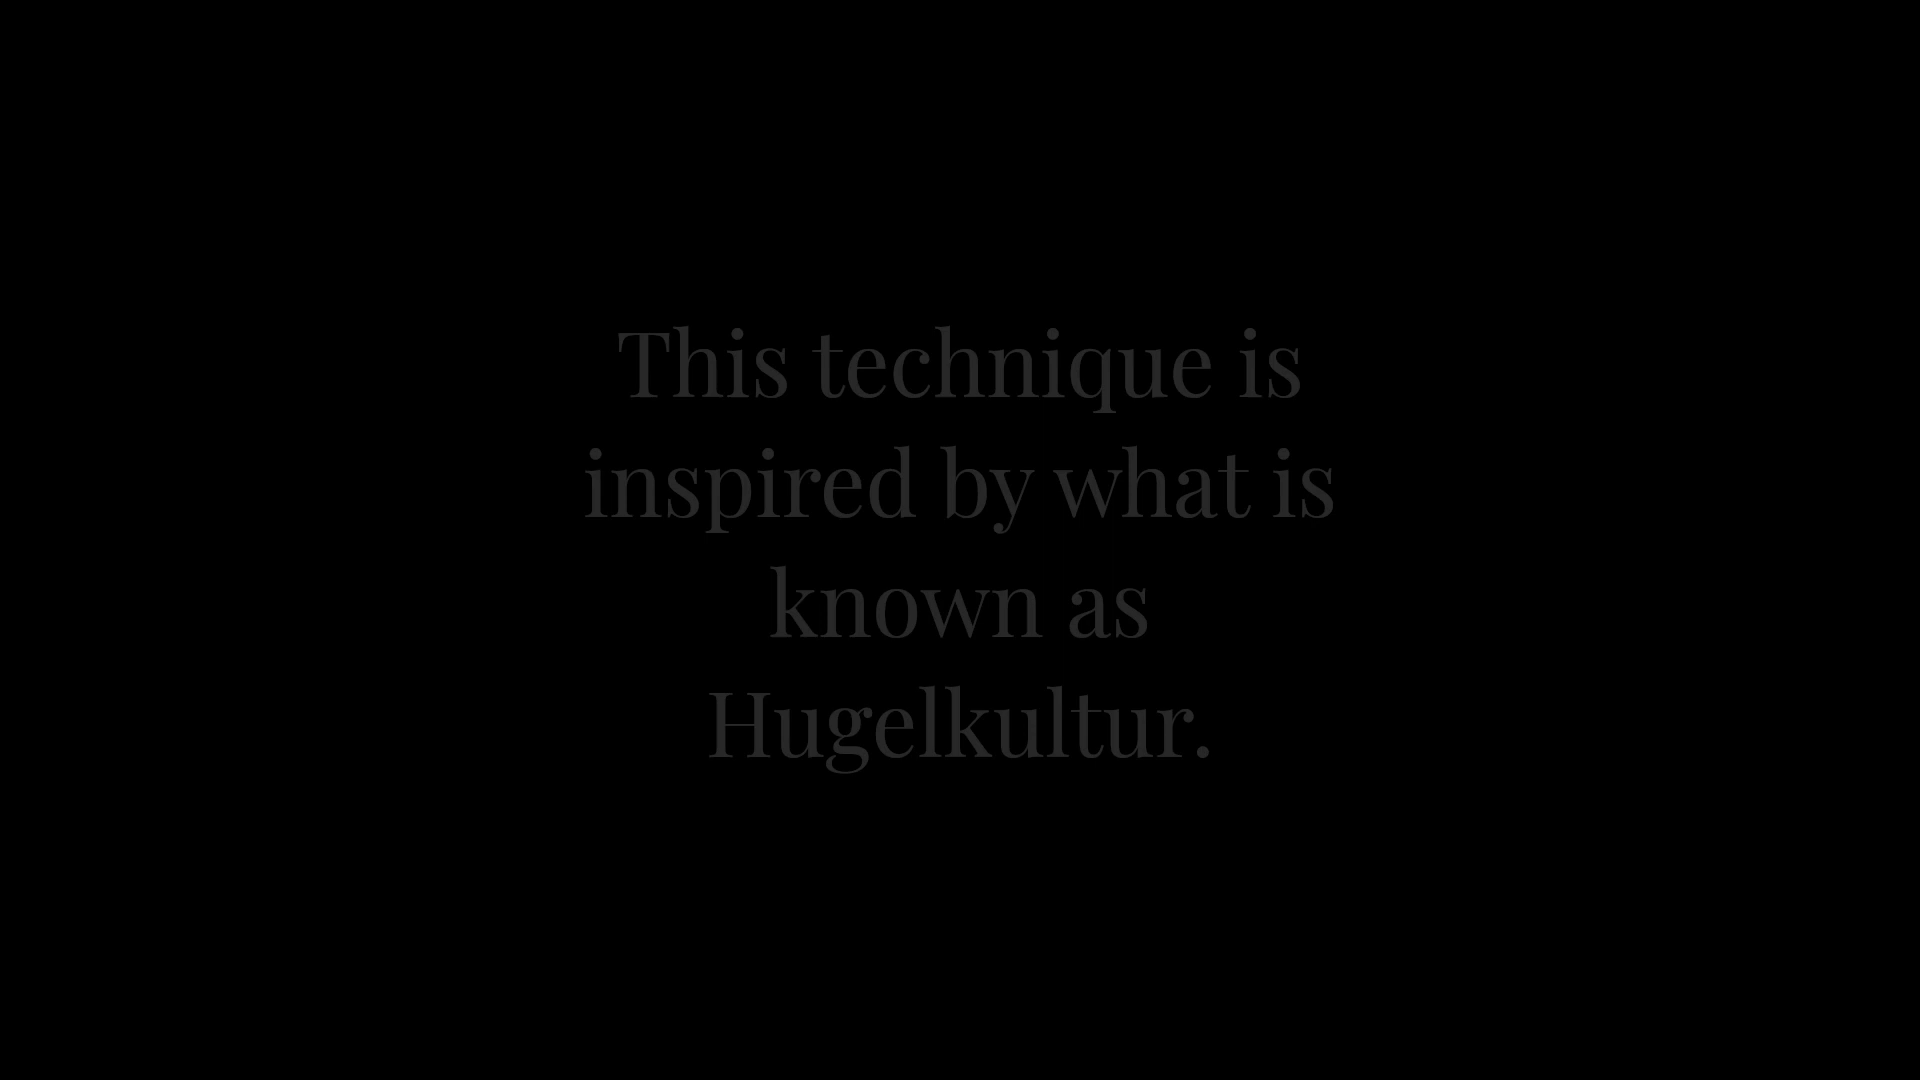 This technique is
inspired by what is
known as
Hugelkultur.